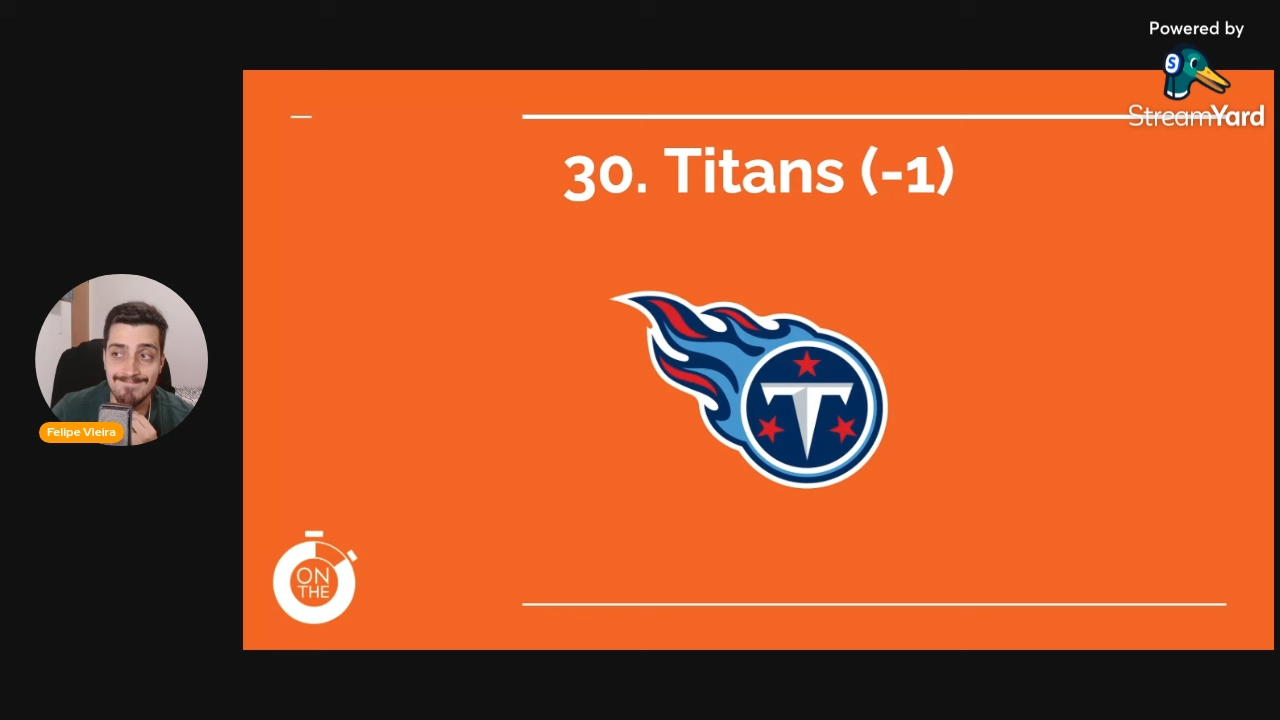 Powered by
StreamYard
30. Titans (-1)
Felipe Vieira
ON
THE